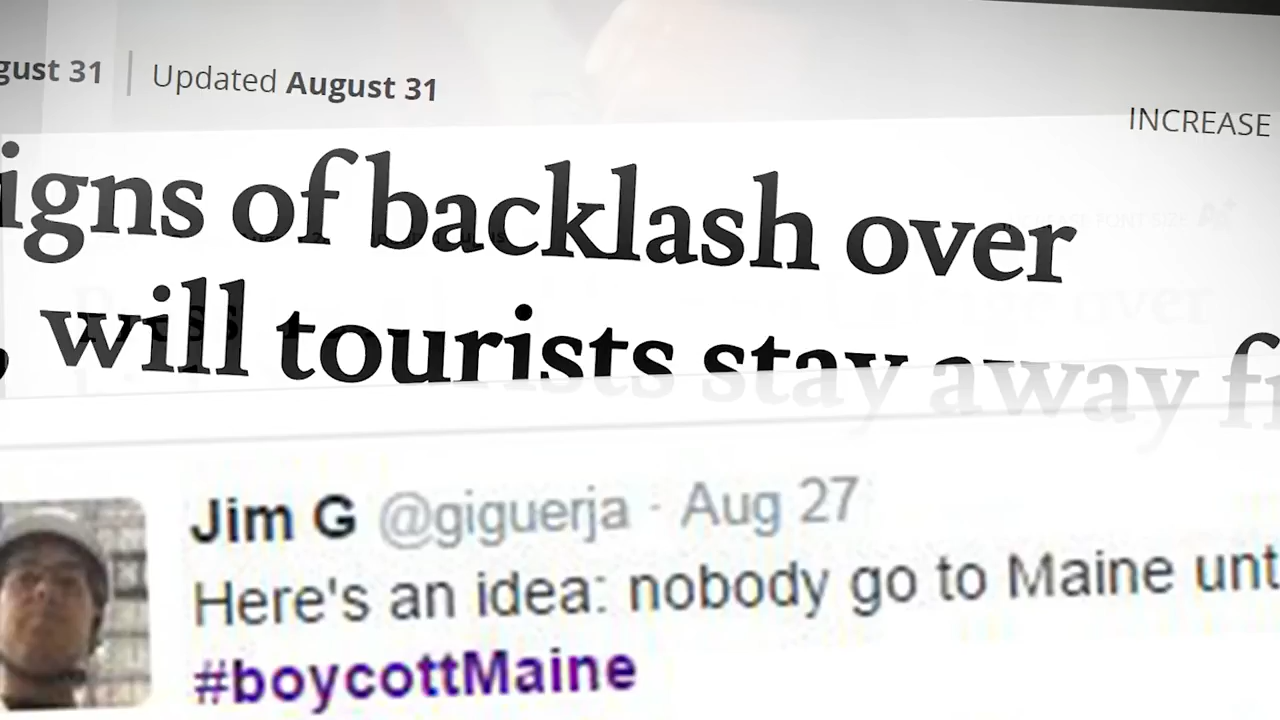 gust 31 | Updated August 31
INCREASE
igns of backlash over
, will tourists stay away f
Jim G @giguerja · Aug 27
Here's an idea: nobody go to Maine unt
#boycottMaine